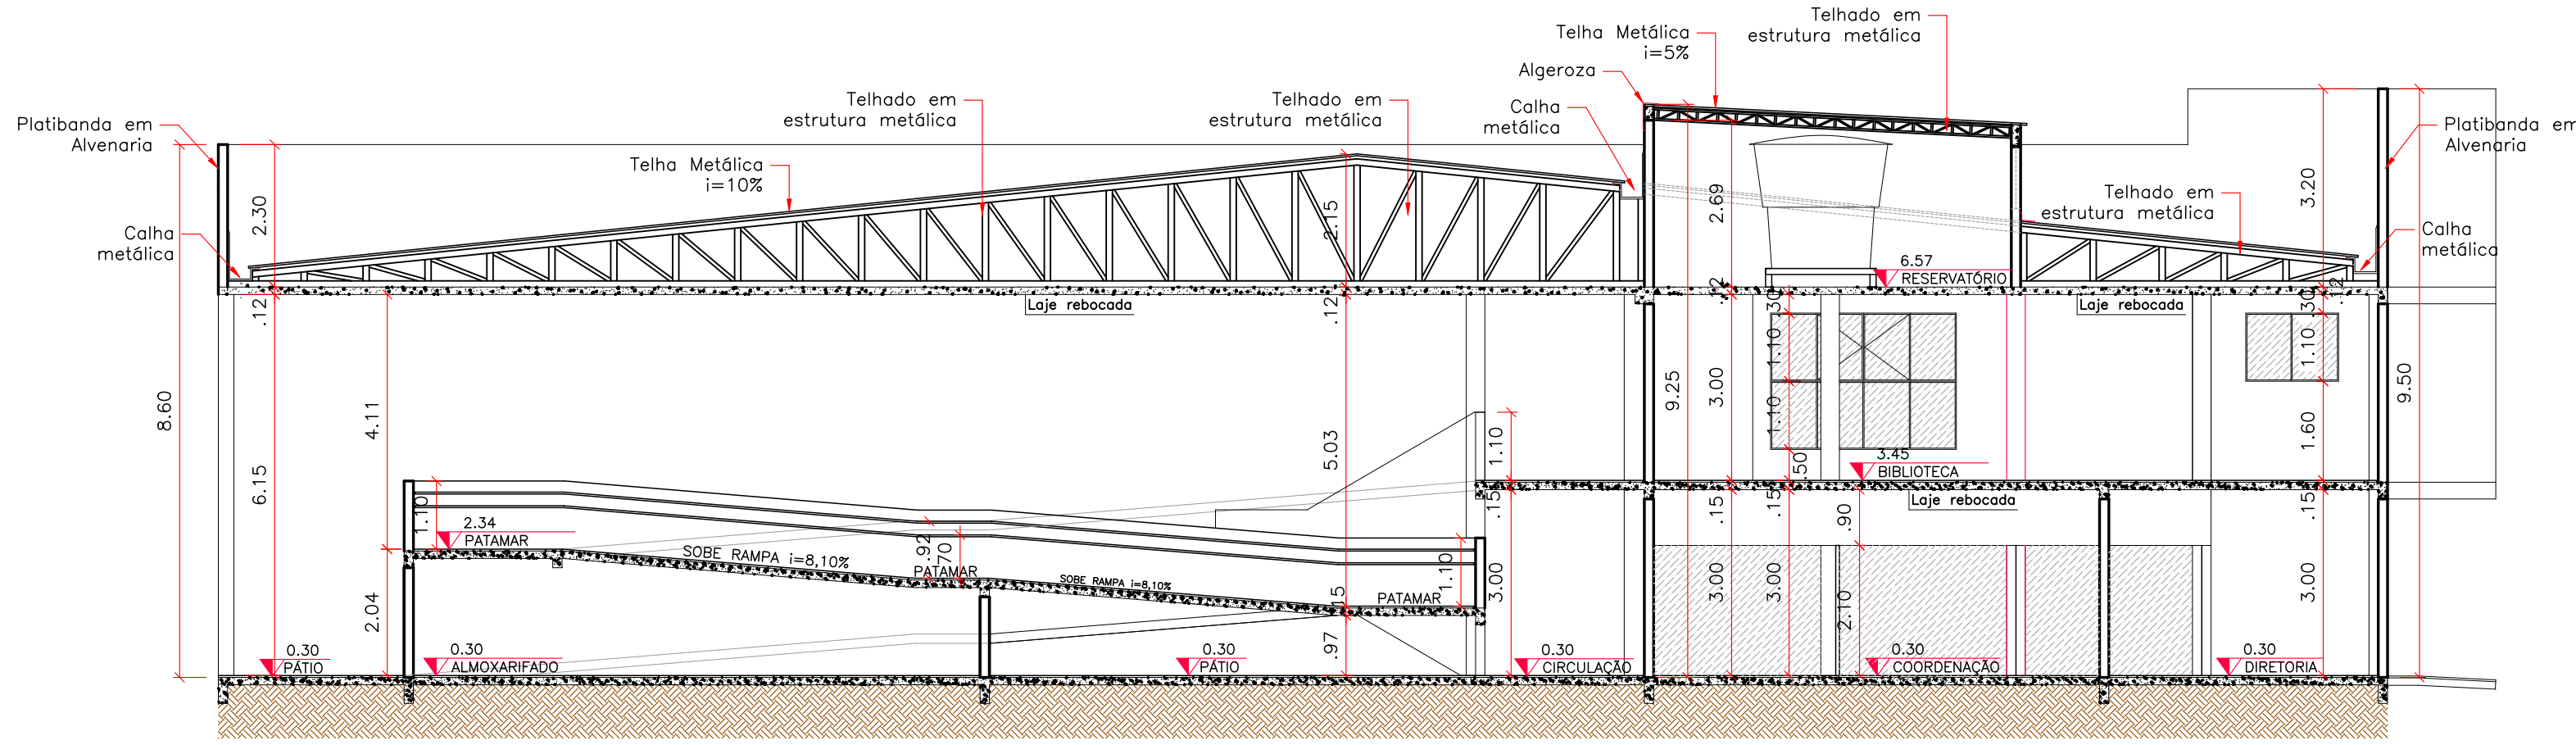 Telhado em
estrutura metálica
Telha Metálica
i=5%
Algeroza
Calha
metálica
Telhado em
estrutura metálica
Telhado em
estrutura metálica
Platibanda em
Alvenaria
Platibanda em
Alvenaria
Telha Metálica
i=10%
Telhado em
estrutura metálica
Calha
metálica
Calha
metálica
2.30
2.15
2.69
3.20
6.57
RESERVATÓRIO
.12
.12
.12
.12
Laje rebocada
Laje rebocada
.30
.30
1.10
1.10
1.10
8.60
6.15
4.11
5.03
1.10
9.25
3.00
1.60
9.50
3.45
BIBLIOTECA
.50
Laje rebocada
.15
.15
.15
.15
.90
1.10
2.34
PATAMAR
SOBE RAMPA i=8,10%
.92
.70
PATAMAR
SOBE RAMPA i=8,10%
.15
PATAMAR
1.10
3.00
3.00
3.00
2.10
3.00
2.04
.97
0.30
PÁTIO
0.30
ALMOXARIFADO
0.30
PÁTIO
0.30
CIRCULAÇÃO
0.30
COORDENAÇÃO
0.30
DIRETORIA